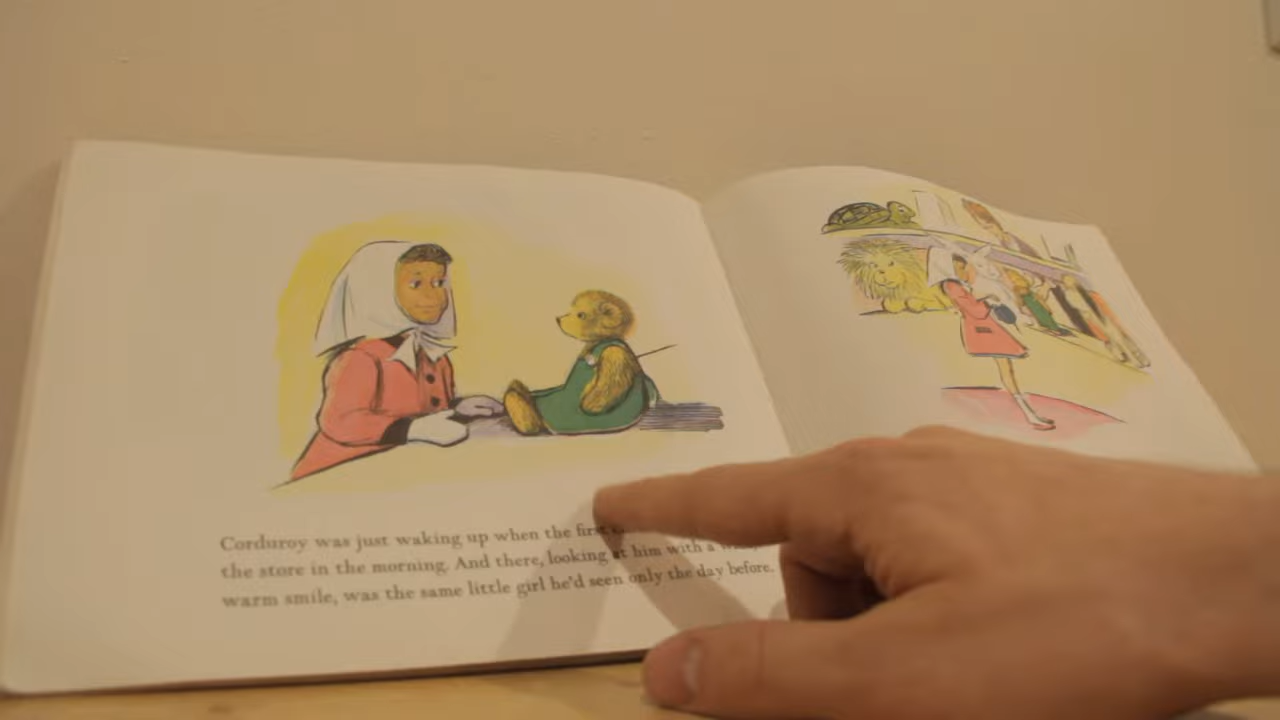 Corduroy was just waking up when the first
the store in the morning. And there, looking at him with a
warm smile, was the same little girl he'd seen only the day before.